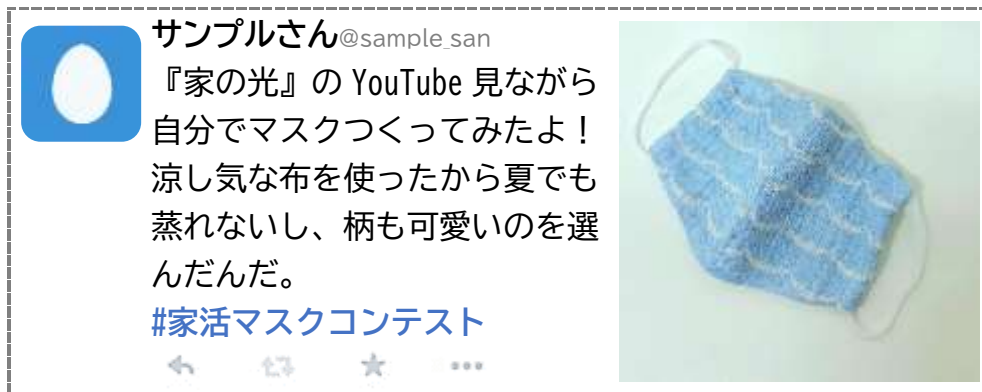 サンプルさん@sample_san
『家の光』の YouTube 見ながら
自分でマスクつくってみたよ！
涼し気な布を使ったから夏でも
蒸れないし、柄も可愛いのを選
んだんだ。
#家活マスクコンテスト